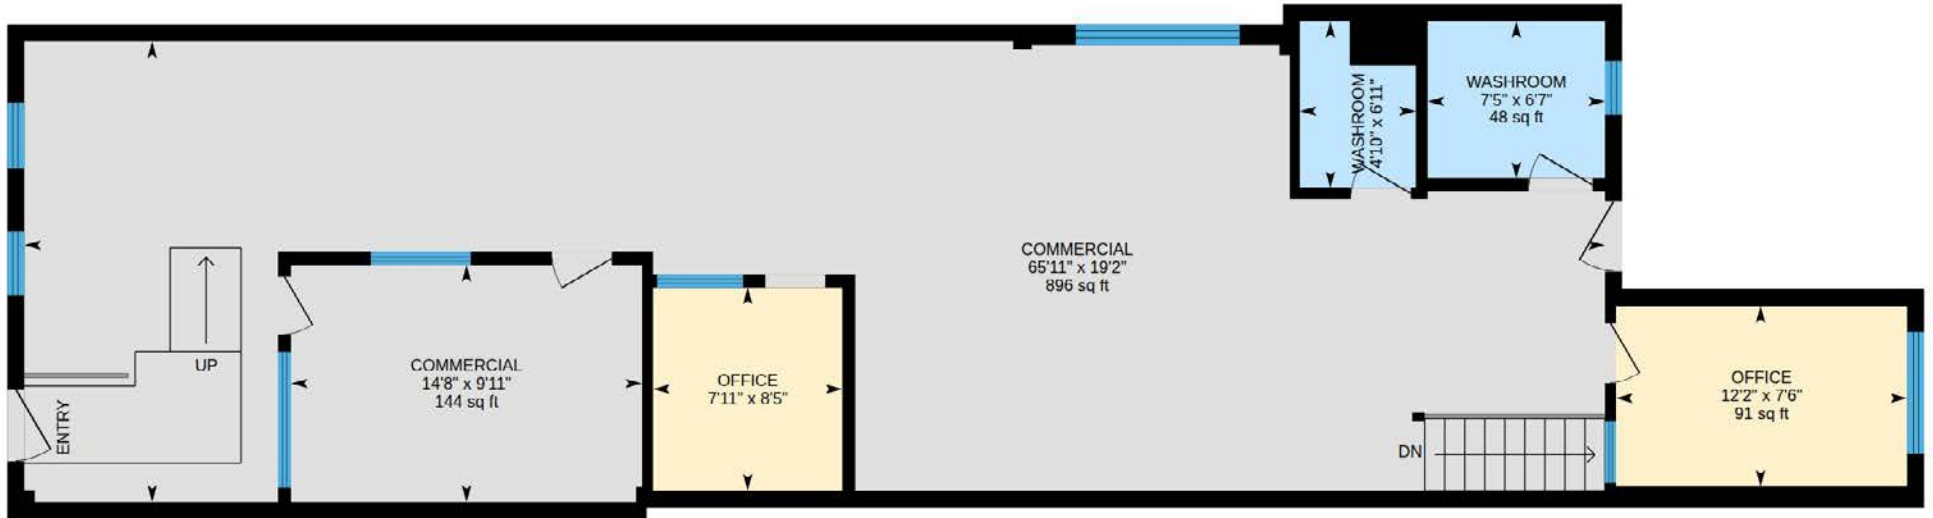 WASHROOM
4'10" x 6'11"
WASHROOM
7'5" x 6'7"
48 sq ft
COMMERCIAL
65'11" x 19'2"
896 sq ft
UP
ENTRY
COMMERCIAL
14'8" x 9'11"
144 sq ft
OFFICE
7'11" x 8'5"
OFFICE
12'2" x 7'6"
91 sq ft
DN